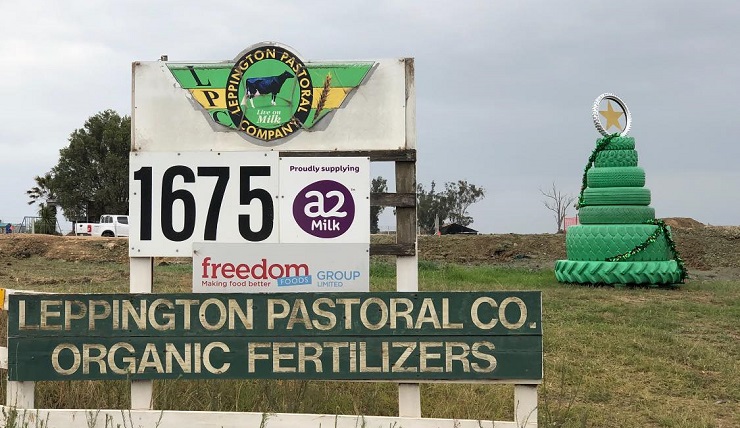 LPC
LEPPINGTON PASTORAL
Live on
Milk
COMPANY
1675
Proudly supplying
a2
Milk
freedom
FOODS
GROUP
LIMITED
Making food better
LEPPINGTON PASTORAL CO.
ORGANIC FERTILIZERS